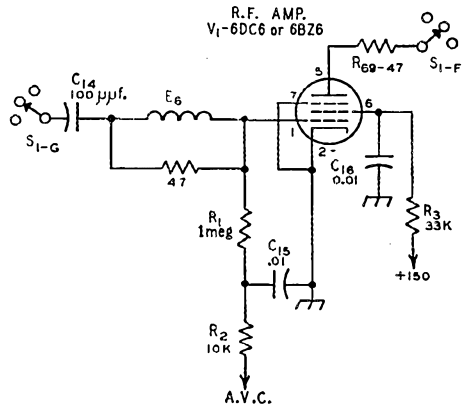 R.F. AMP.
V1-6DC6 or 6BZ6
C14
100 µµf.
S1-G
E6
47
5
R69-47
S1-F
7
1
6
2-
C16
0.01
R1
1meg
C15
.01
R3
33K
+150
R2
10K
A.V.C.